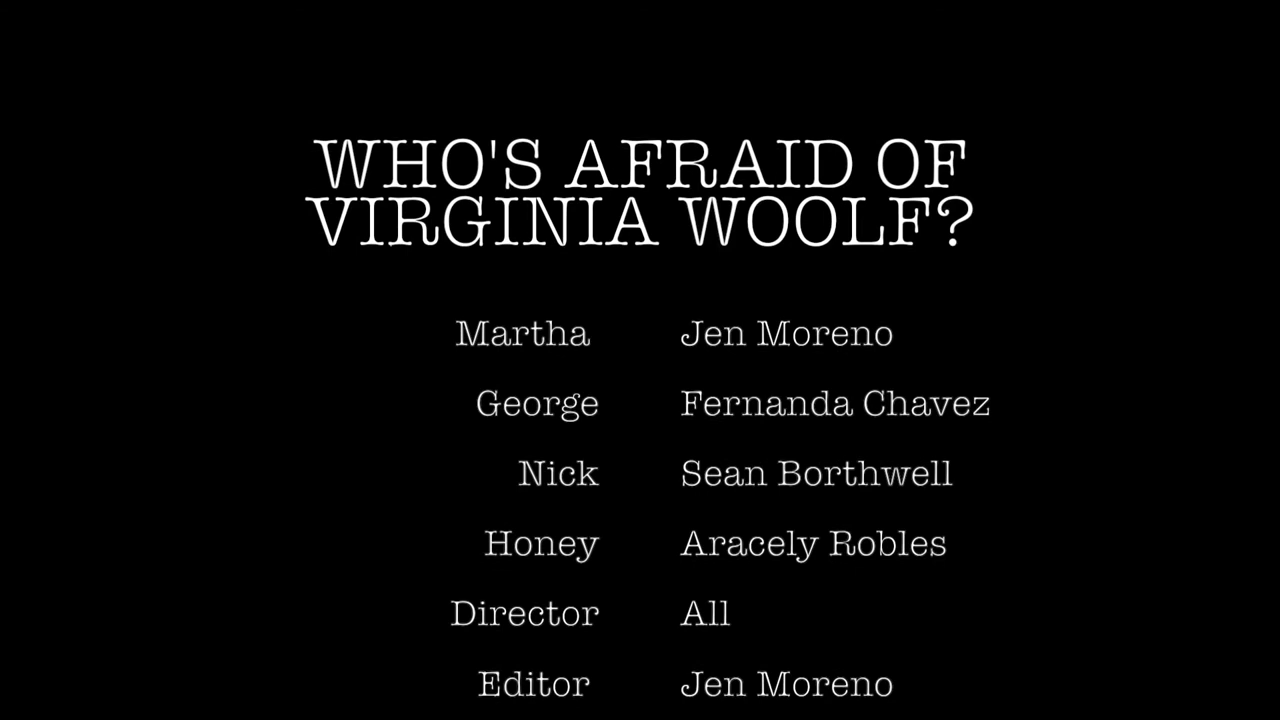 WHO'S AFRAID OF
VIRGINIA WOOLF?
Martha Jen Moreno
George Fernanda Chavez
Nick Sean Borthwell
Honey Aracely Robles
Director All
Editor Jen Moreno